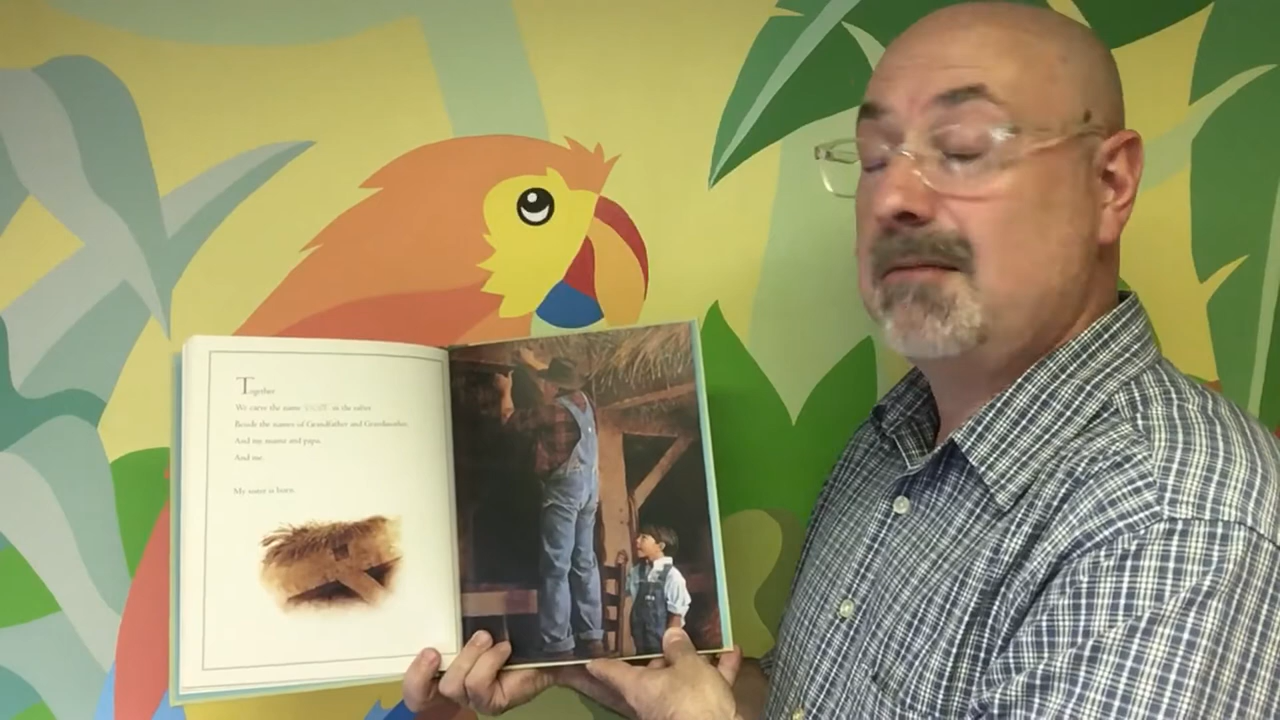 Together
We carve the name in the rafter
Beside the names of Grandfather and Grandmother,
And my mama and papa,
And me.
My sister is born.